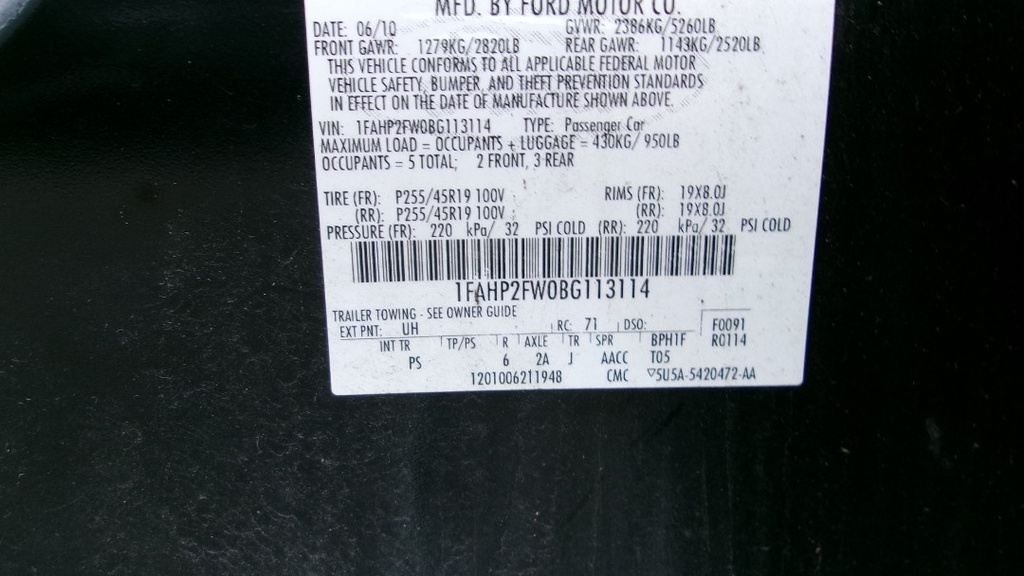 MFD. BY FORD MOTOR CO.
DATE: 06/10 GVWR: 2386KG/5260LB
FRONT GAWR: 1279KG/2820LB REAR GAWR: 1143KG/2520LB
THIS VEHICLE CONFORMS TO ALL APPLICABLE FEDERAL MOTOR
VEHICLE SAFETY, BUMPER, AND THEFT PREVENTION STANDARDS
IN EFFECT ON THE DATE OF MANUFACTURE SHOWN ABOVE.
VIN: 1FAHP2FW0BG113114 TYPE: Passenger Car
MAXIMUM LOAD = OCCUPANTS + LUGGAGE = 430KG/ 950LB
OCCUPANTS = 5 TOTAL; 2 FRONT, 3 REAR
TIRE (FR): P255/45R19 100V RIMS (FR): 19X8.0J
(RR): P255/45R19 100V (RR): 19X8.0J
PRESSURE (FR): 220 kPa/ 32 PSI COLD (RR): 220 kPa/ 32 PSI COLD
1FAHP2FW0BG113114
TRAILER TOWING - SEE OWNER GUIDE
EXT PNT: UH RC: 71 DSO: F0091
INT TR TP/PS R AXLE TR SPR BPH1F R0114
PS 6 2A J AACC T05
1201006211948 CMC ▽5U5A-5420472-AA